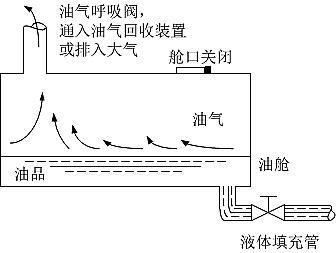 油气呼吸阀，
通入油气回收装置
或排入大气
舱口关闭
油气
油品
油舱
液体填充管